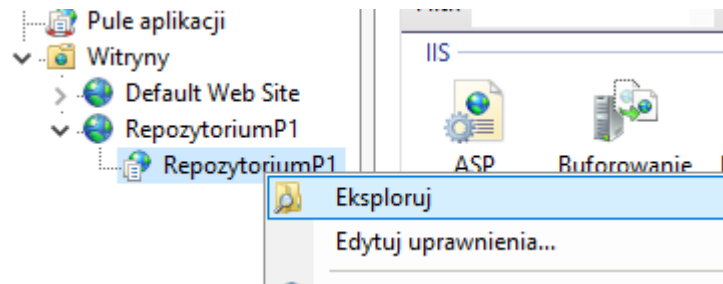 Pule aplikacji
Witryny
Default Web Site
RepozytoriumP1
RepozytoriumP1
IIS
ASP
Buforowanie
Eksploruj
Edytuj uprawnienia...